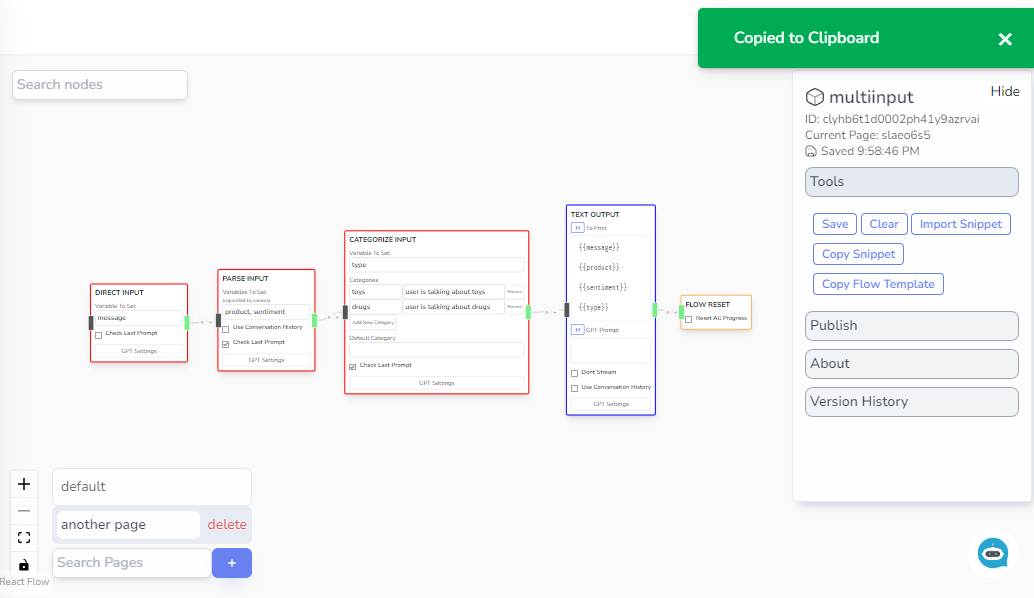 Copied to Clipboard
Search nodes
Hide
multiinput
ID: clyhb6t1d0002ph41y9azrvai
Current Page: slaeo6s5
Saved 9:58:46 PM
Tools
Save
Clear
Import Snippet
Copy Snippet
Copy Flow Template
Publish
About
Version History
DIRECT INPUT
Variable To Set
message
Check Last Prompt
GPT Settings
PARSE INPUT
Variables To Set
(separated by comma)
product, sentiment
Use Conversation History
Check Last Prompt
GPT Settings
CATEGORIZE INPUT
Variable To Set
type
Categories
toys
user is talking about toys
Remove
drugs
user is talking about drugs
Remove
Add New Category
Default Category
Check Last Prompt
GPT Settings
TEXT OUTPUT
H
To Print
{{message}}
{{product}}
{{sentiment}}
{{type}}
H
GPT Prompt
Dont Stream
Use Conversation History
GPT Settings
FLOW RESET
Reset All Progress
default
another page
delete
Search Pages
+
React Flow